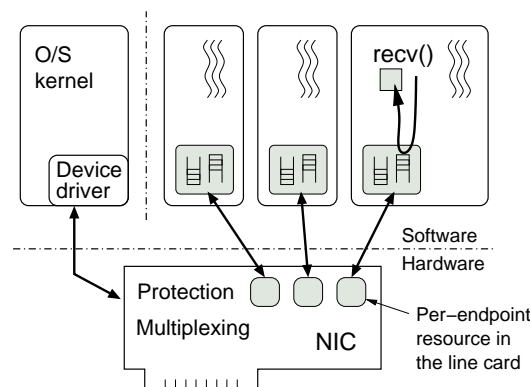 O/S
kernel
recv()
Device
driver
Software
Hardware
Protection
Multiplexing
NIC
Per−endpoint
resource in
the line card